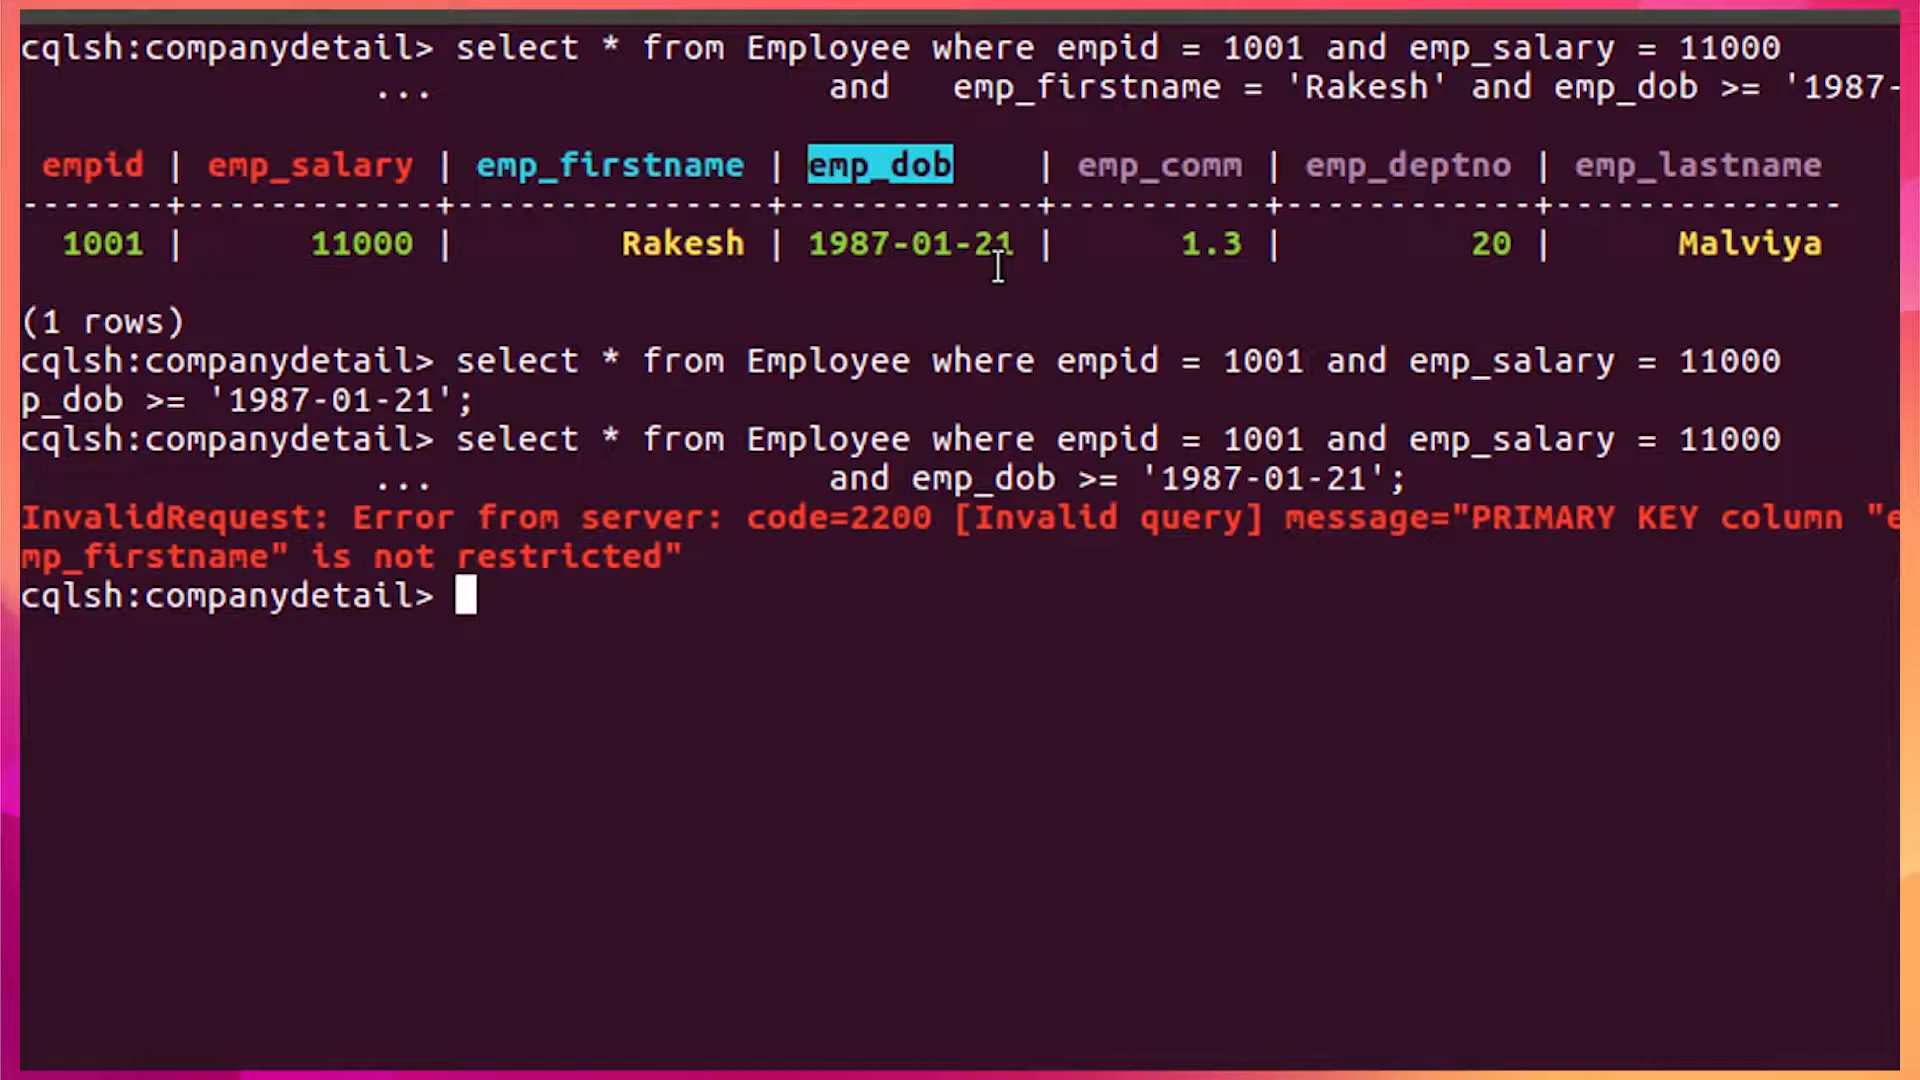 cqlsh:companydetail> select * from Employee where empid = 1001 and emp_salary = 11000
... and emp_firstname = 'Rakesh' and emp_dob >= '1987-
empid | emp_salary | emp_firstname | emp_dob | emp_comm | emp_deptno | emp_lastname
-------+------------+---------------+------------+----------+------------+--------------
1001 | 11000 | Rakesh | 1987-01-21 | 1.3 | 20 | Malviya
(1 rows)
cqlsh:companydetail> select * from Employee where empid = 1001 and emp_salary = 11000
p_dob >= '1987-01-21';
cqlsh:companydetail> select * from Employee where empid = 1001 and emp_salary = 11000
... and emp_dob >= '1987-01-21';
InvalidRequest: Error from server: code=2200 [Invalid query] message="PRIMARY KEY column "e
mp_firstname" is not restricted"
cqlsh:companydetail>